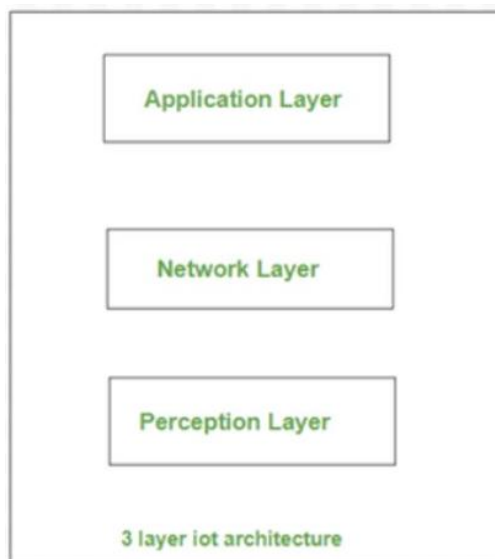 Application Layer
Network Layer
Perception Layer
3 layer iot architecture